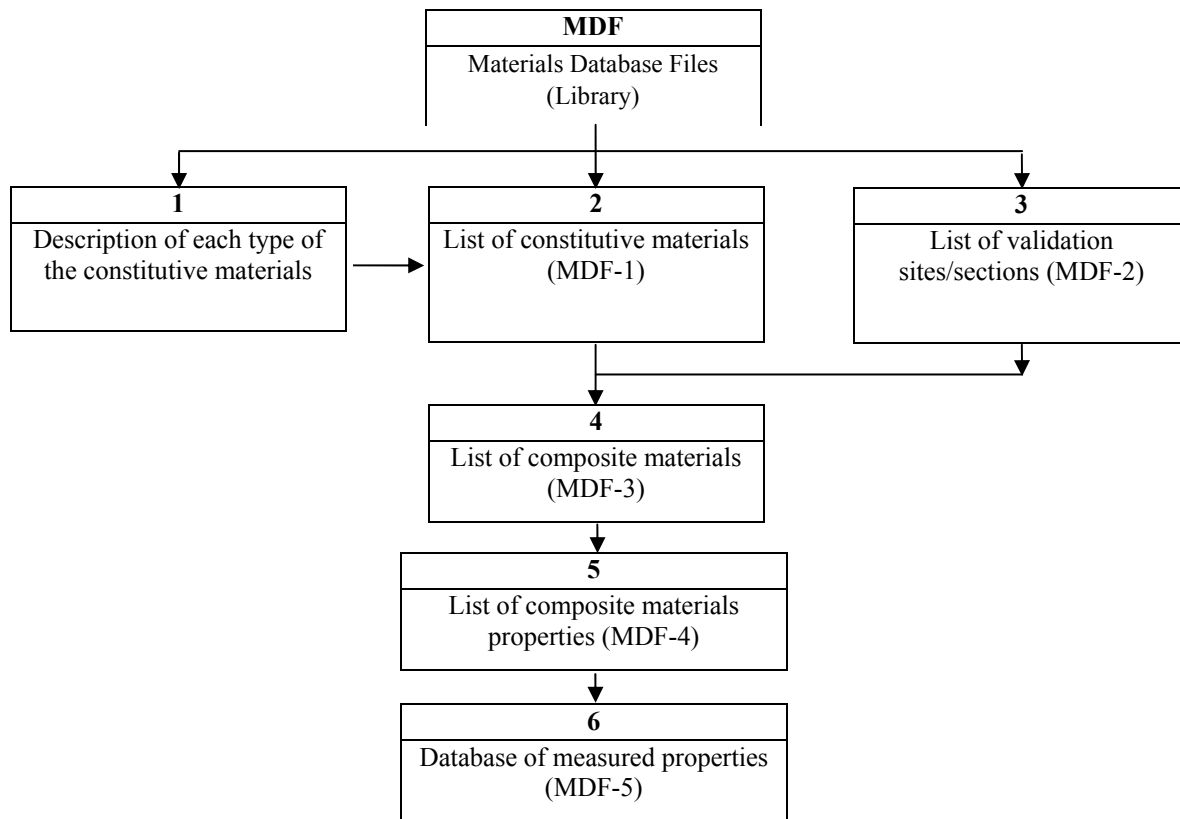 MDF
Materials Database Files
(Library)
1
Description of each type of
the constitutive materials
2
List of constitutive materials
(MDF-1)
3
List of validation
sites/sections (MDF-2)
4
List of composite materials
(MDF-3)
5
List of composite materials
properties (MDF-4)
6
Database of measured properties
(MDF-5)